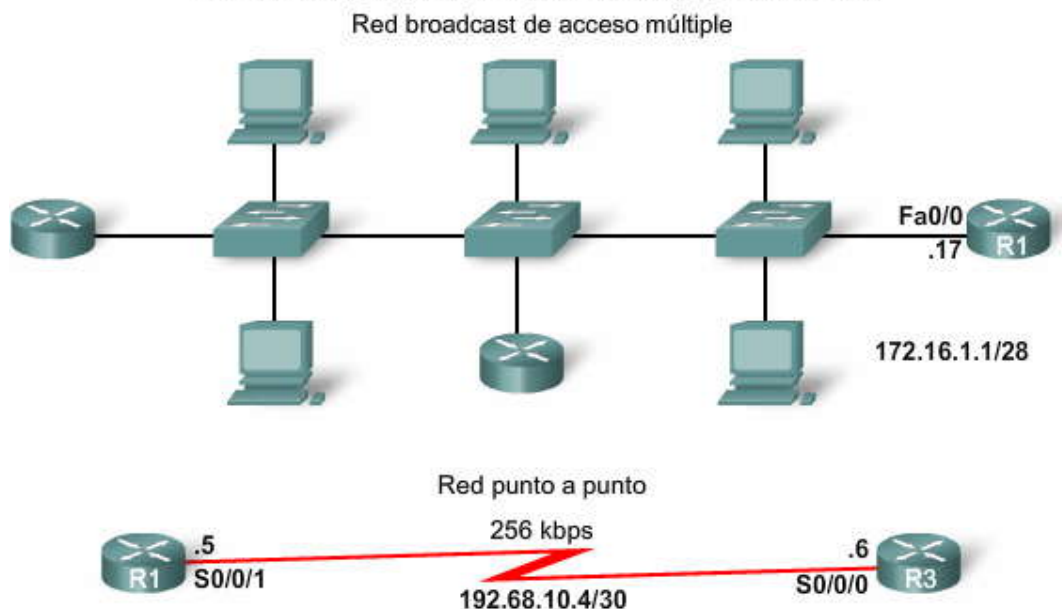 Red broadcast de acceso múltiple
Fa0/0
.17
R1
172.16.1.1/28
Red punto a punto
256 kbps
.5
.6
R1
S0/0/1
S0/0/0
R3
192.68.10.4/30